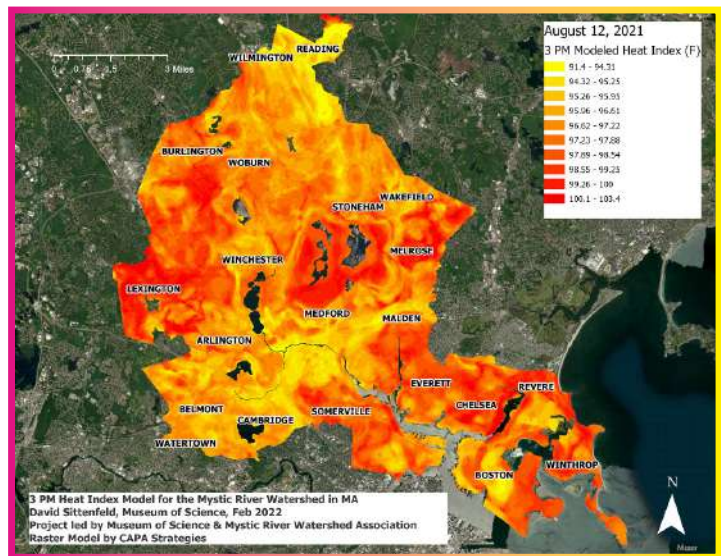 August 12, 2021
3 PM Modeled Heat Index (F)
91.4 - 94.31
94.32 - 95.25
95.26 - 95.95
95.96 - 96.61
96.62 - 97.22
97.23 - 97.88
97.89 - 98.54
98.55 - 99.25
99.26 - 100
100.1 - 103.4
0 0.75 1.5 3 Miles
READING
WILMINGTON
BURLINGTON
WOBURN
WAKEFIELD
STONEHAM
MELROSE
WINCHESTER
LEXINGTON
MEDFORD
MALDEN
ARLINGTON
EVERETT
REVERE
CHELSEA
BELMONT
SOMERVILLE
CAMBRIDGE
WATERTOWN
WINTHROP
BOSTON
3 PM Heat Index Model for the Mystic River Watershed in MA
David Sittenfeld, Museum of Science, Feb 2022
Project led by Museum of Science & Mystic River Watershed Association
Raster Model by CAPA Strategies
N